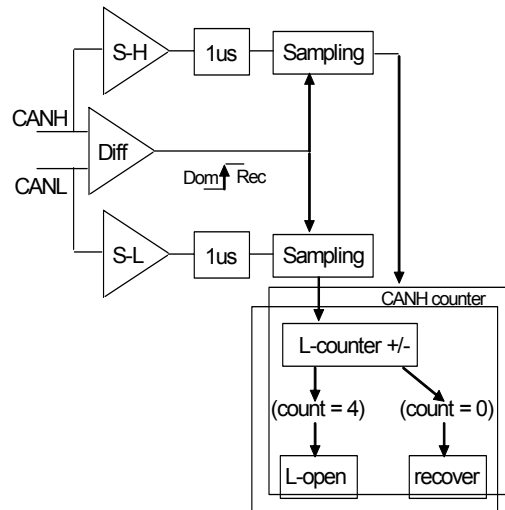 S-H
1us
Sampling
CANH
Diff
Dom
Rec
CANL
S-L
1us
Sampling
CANH counter
L-counter +/-
(count = 4)
(count = 0)
L-open
recover